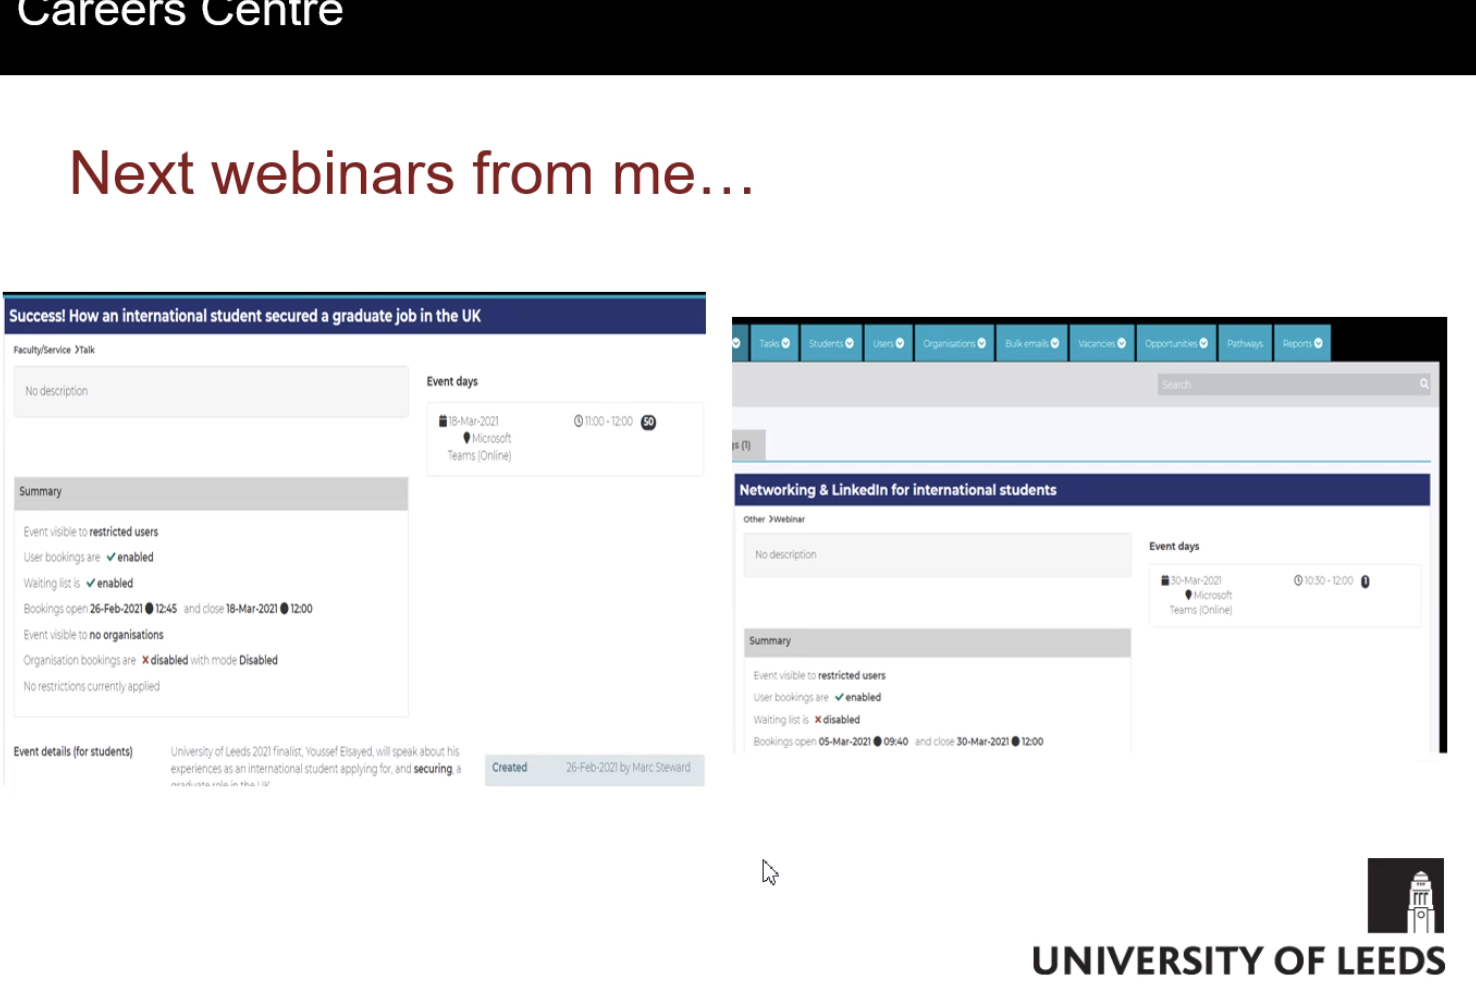 Careers Centre
Next webinars from me...
Success! How an international student secured a graduate job in the UK
Faculty/Service Talk
No description
Event days
18-Mar-2021 11:00 - 12:00 50
Microsoft
Teams (Online)
Summary
Event visible to restricted users
User bookings are enabled
Waiting list is enabled
Bookings open 26-Feb-2021 12:45 and close 18-Mar-2021 12:00
Event visible to no organisations
Organisation bookings are disabled with mode Disabled
No restrictions currently applied
Event details (for students)
University of Leeds 2021 finalist, Youssef Elsayed, will speak about his
experiences as an international student applying for, and securing, a
graduate role in the UK
Created 26-Feb-2021 by Marc Steward
Tasks Students Users Organisations Bulk emails Vacancies Opportunities Pathways Reports
Search
gs (1)
Networking & LinkedIn for international students
Other Webinar
No description
Event days
30-Mar-2021 10:30 - 12:00 1
Microsoft
Teams (Online)
Summary
Event visible to restricted users
User bookings are enabled
Waiting list is disabled
Bookings open 05-Mar-2021 09:40 and close 30-Mar-2021 12:00
UNIVERSITY OF LEEDS